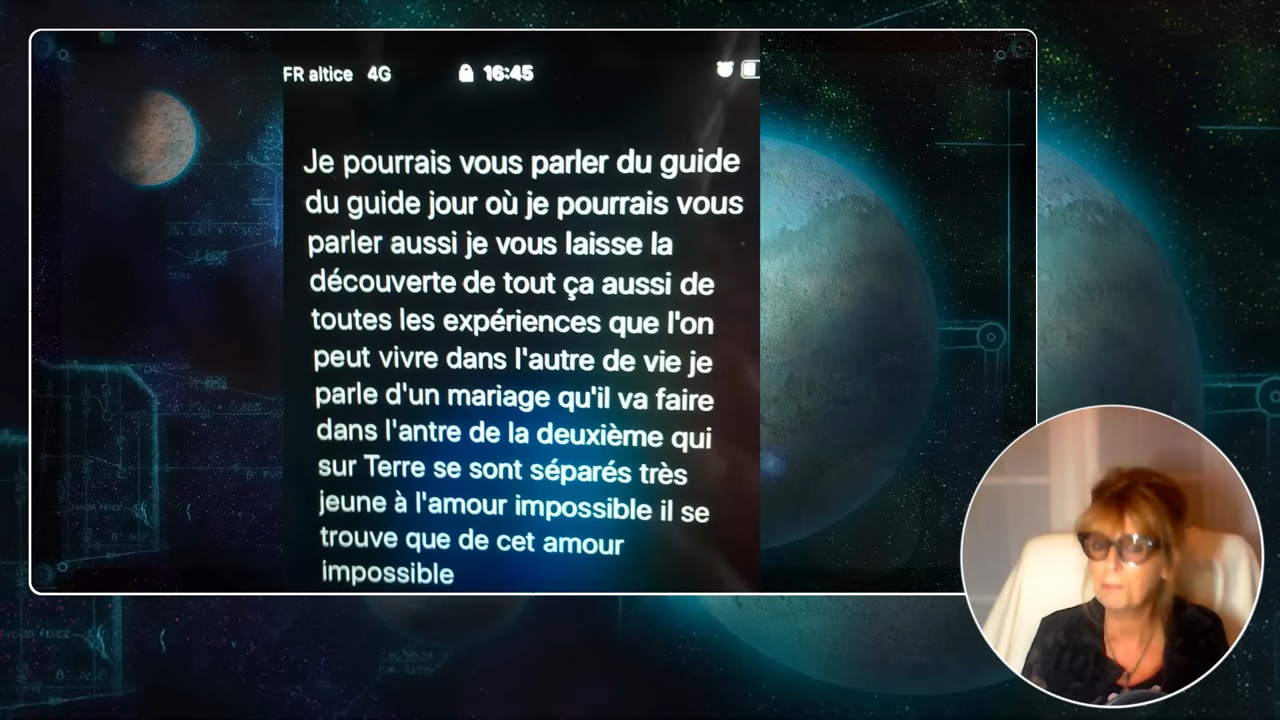 FR altice 4G 16:45
Je pourrais vous parler du guide
du guide jour où je pourrais vous
parler aussi je vous laisse la
découverte de tout ça aussi de
toutes les expériences que l'on
peut vivre dans l'autre de vie je
parle d'un mariage qu'il va faire
dans l'antre de la deuxième qui
sur Terre se sont séparés très
jeune à l'amour impossible il se
trouve que de cet amour
impossible